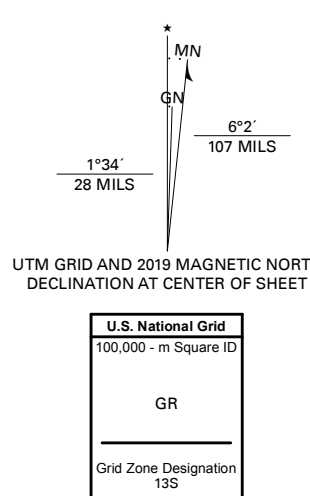 ★
MN
GN
6°2´
107 MILS
1°34´
28 MILS
UTM GRID AND 2019 MAGNETIC NORT
DECLINATION AT CENTER OF SHEET
U.S. National Grid
100,000 - m Square ID
GR
Grid Zone Designation
13S